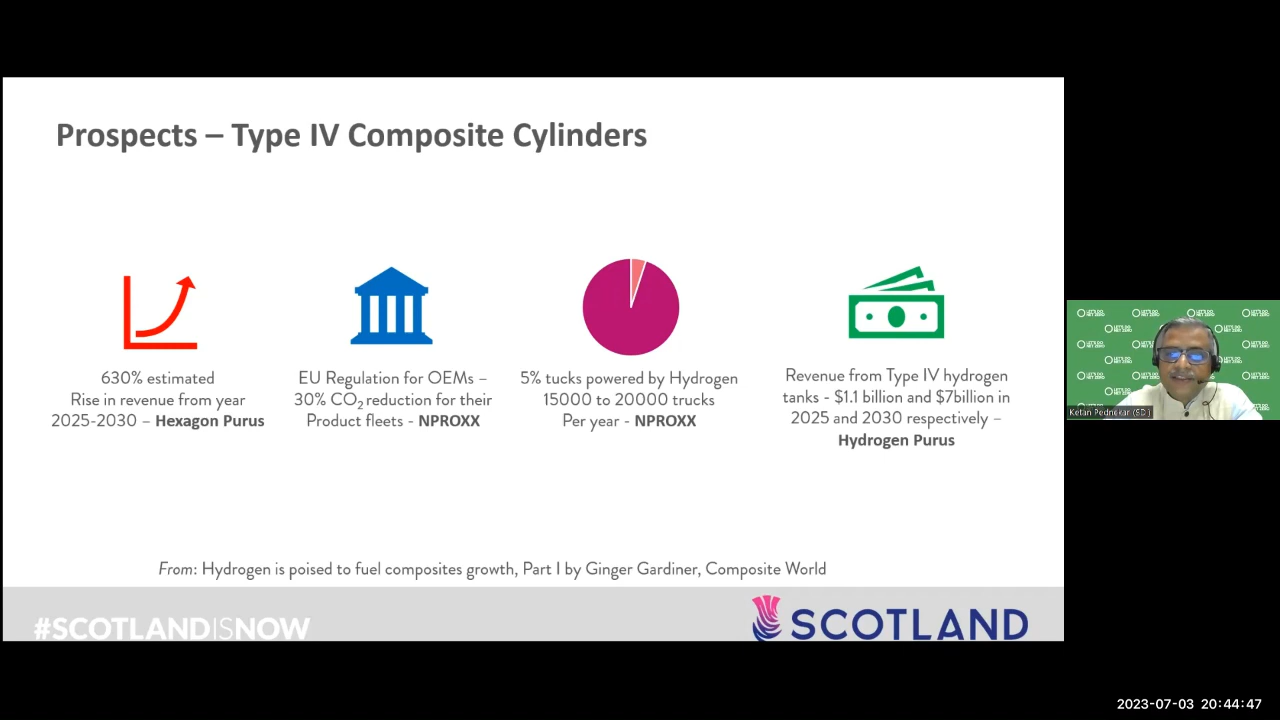 Prospects – Type IV Composite Cylinders
630% estimated
Rise in revenue from year
2025-2030 – Hexagon Purus
EU Regulation for OEMs –
30% CO2 reduction for their
Product fleets - NPROXX
5% tucks powered by Hydrogen
15000 to 20000 trucks
Per year - NPROXX
Revenue from Type IV hydrogen
tanks - $1.1 billion and $7billion in
2025 and 2030 respectively –
Hydrogen Purus
From: Hydrogen is poised to fuel composites growth, Part I by Ginger Gardiner, Composite World
#SCOTLANDISNOW
SCOTLAND
Ketan Pednekar (SDI)
2023-07-03 20:44:47